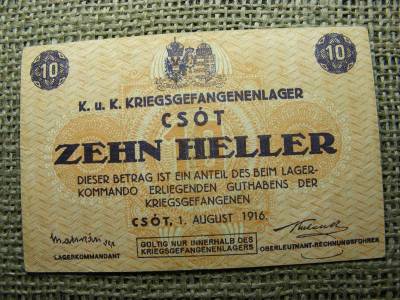 10 10
K. u. K. KRIEGSGEFANGENENLAGER
CSÓT
ZEHN HELLER
DIESER BETRAG IST EIN ANTEIL DES BEIM LAGER-
KOMMANDO ERLIEGENDEN GUTHABENS DER
KRIEGSGEFANGENEN
CSÓT, 1. AUGUST 1916.
LAGERKOMMANDANT
GÜLTIG NUR INNERHALB DES
KRIEGSGEFANGENENLAGERS
OBERLEUTNANT-RECHNUNGSFÜHRER